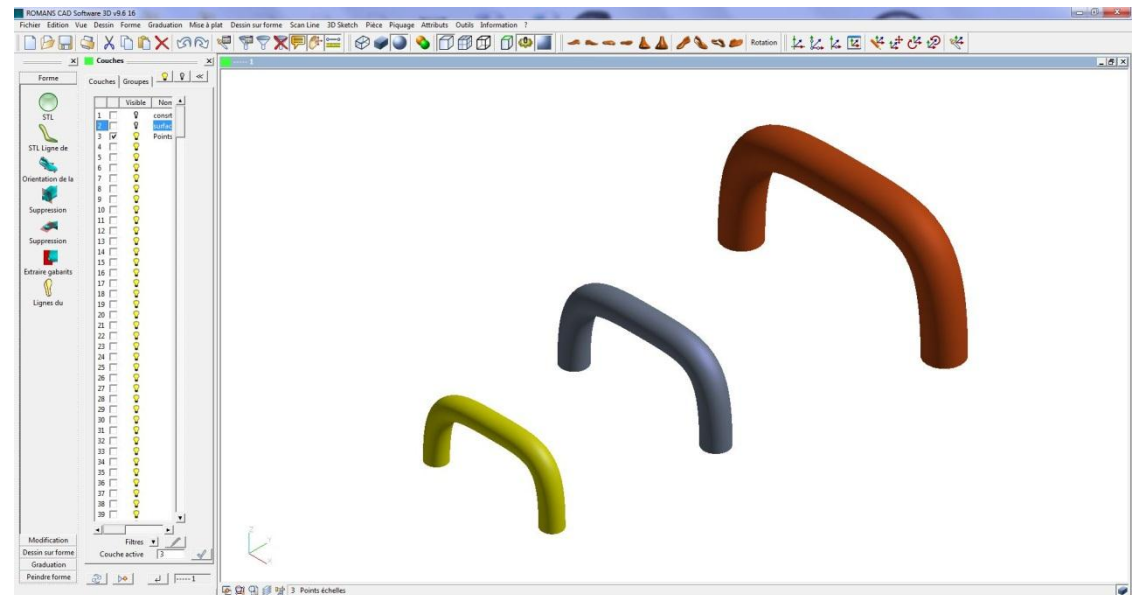 ROMANS CAD Software 3D v9.6 16
Fichier Edition Vue Dessin Forme Graduation Mise à plat Dessin sur forme Scan Line 3D Sketch Pièce Piquage Attributs Outils Information ?
Rotation
Couches
1
Forme
Couches Groupes
STL
STL Ligne de
Orientation de la
Suppression
Suppression
Extraire gabarits
Lignes du
Visible Nom
1 consrt
2 surfac
3 Points
4
5
6
7
8
9
10
11
12
13
14
15
16
17
18
19
20
21
22
23
24
25
26
27
28
29
30
31
32
33
34
35
36
37
38
39
Modification
Dessin sur forme
Graduation
Peindre forme
Filtres
Couche active 3
-----1
Z
Y
X
3 Points échelles